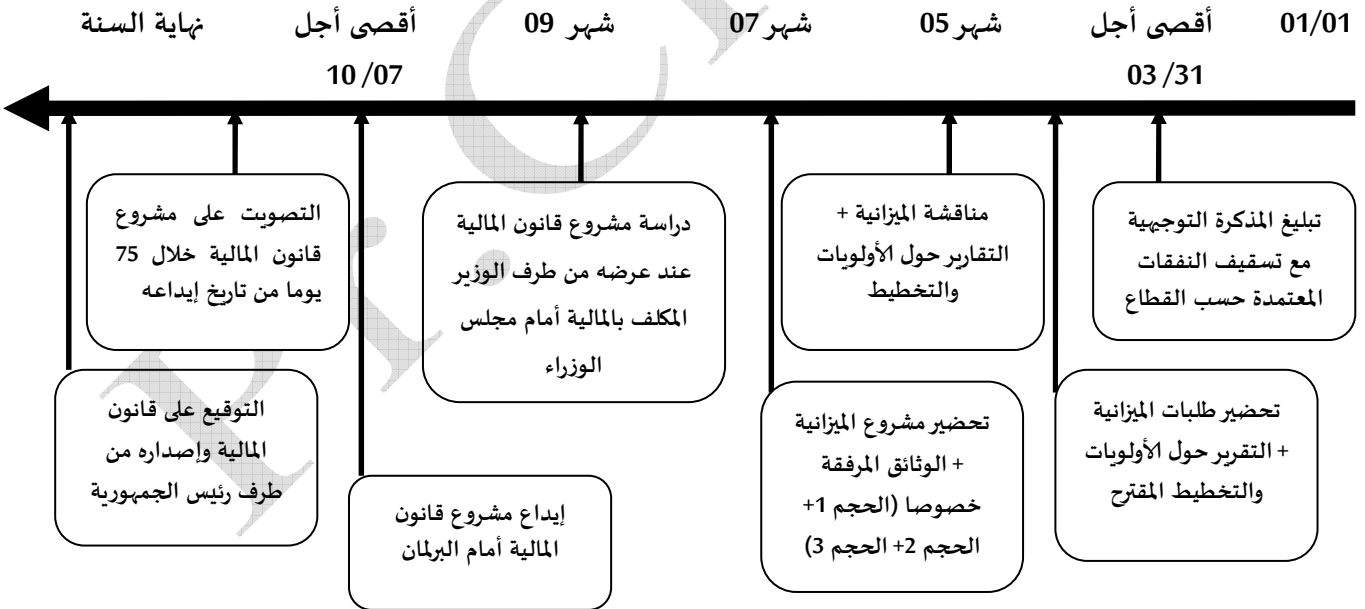 01/01
أقصى أجل
03/31
شهر 05
شهر 07
شهر 09
أقصى أجل
10/07
نهاية السنة
تبليغ المذكرة التوجيهية
مع تسقيف النفقات
المعتمدة حسب القطاع
تحضير طلبات الميزانية
+ التقرير حول الأولويات
والتخطيط المقترح
مناقشة الميزانية +
التقارير حول الأولويات
والتخطيط
تحضير مشروع الميزانية
+ الوثائق المرفقة
خصوصا (الحجم 1+
الحجم 2+ الحجم 3)
دراسة مشروع قانون المالية
عند عرضه من طرف الوزير
المكلف بالمالية أمام مجلس
الوزراء
إيداع مشروع قانون
المالية أمام البرلمان
التصويت على مشروع
قانون المالية خلال 75
يوما من تاريخ إيداعه
التوقيع على قانون
المالية وإصداره من
طرف رئيس الجمهورية